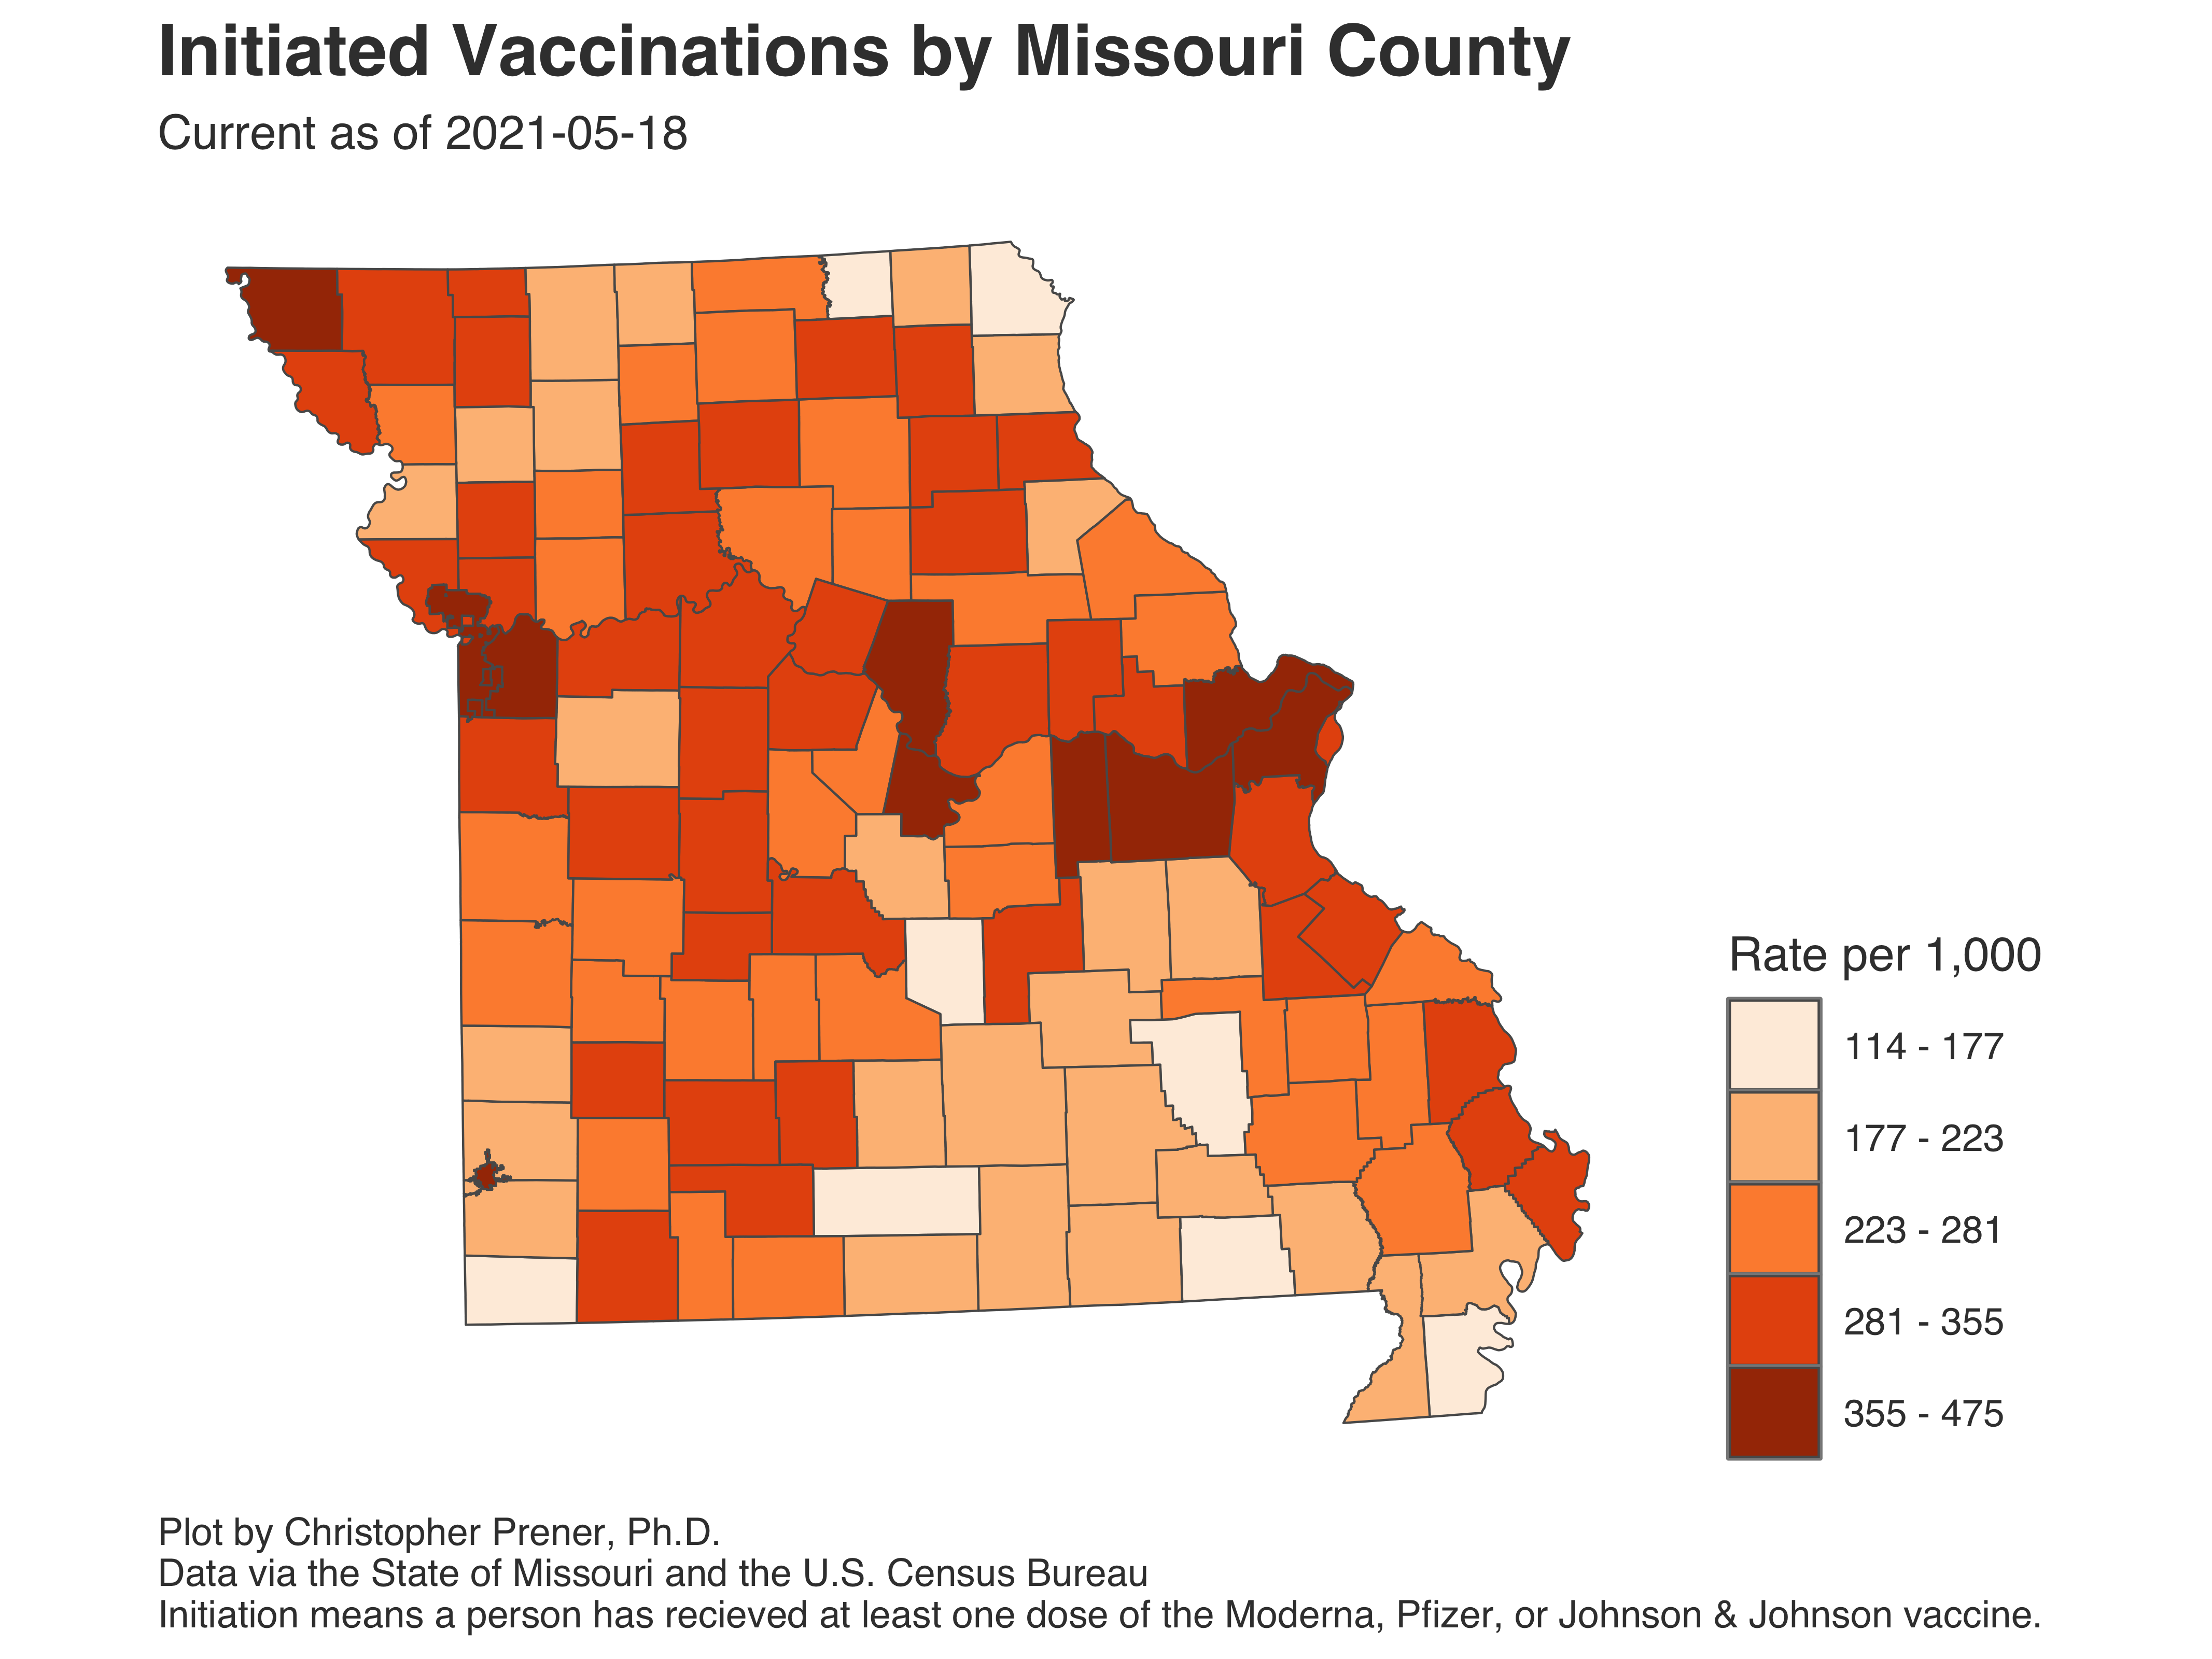 Initiated Vaccinations by Missouri County
Current as of 2021-05-18
Rate per 1,000
114 - 177
177 - 223
223 - 281
281 - 355
355 - 475
Plot by Christopher Prener, Ph.D.
Data via the State of Missouri and the U.S. Census Bureau
Initiation means a person has recieved at least one dose of the Moderna, Pfizer, or Johnson & Johnson vaccine.